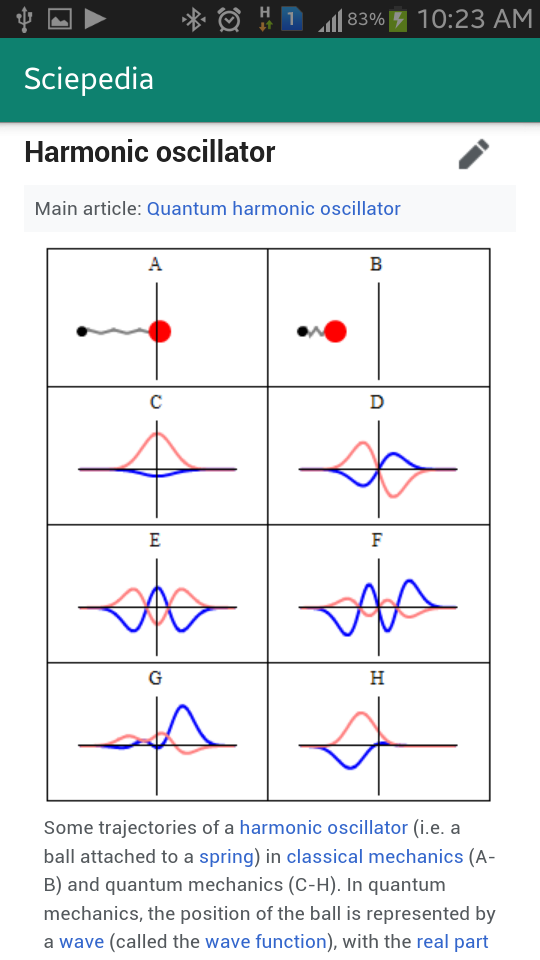 H 1 83% 10:23 AM
Sciepedia
Harmonic oscillator
Main article: Quantum harmonic oscillator
A B
C D
E F
G H
Some trajectories of a harmonic oscillator (i.e. a
ball attached to a spring) in classical mechanics (A-
B) and quantum mechanics (C-H). In quantum
mechanics, the position of the ball is represented by
a wave (called the wave function), with the real part